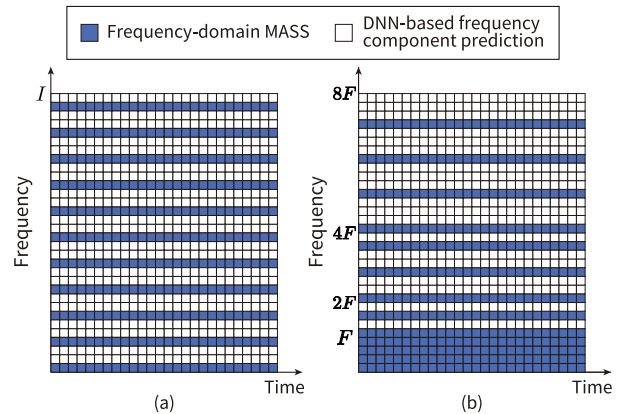 Frequency-domain MASS
DNN-based frequency
component prediction
I
Frequency
Time
(a)
8F
4F
2F
F
Frequency
Time
(b)